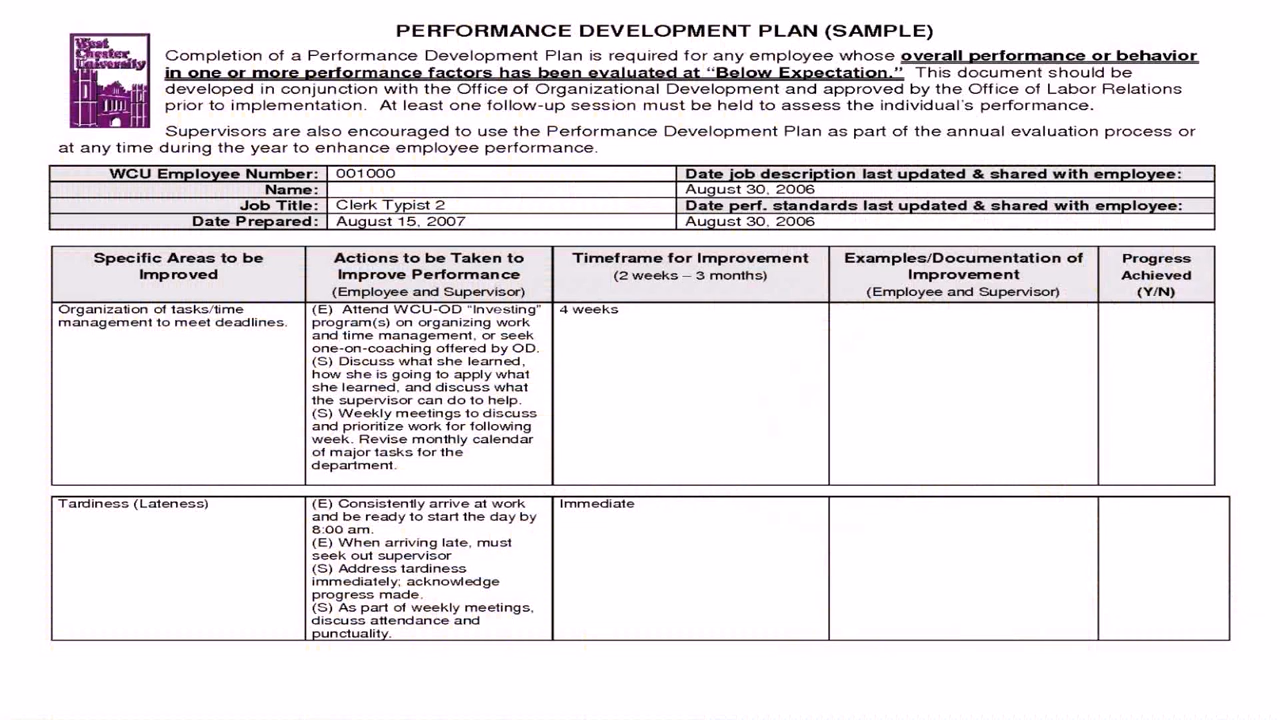 PERFORMANCE DEVELOPMENT PLAN (SAMPLE)
West
Chester
University
Completion of a Performance Development Plan is required for any employee whose overall performance or behavior
in one or more performance factors has been evaluated at “Below Expectation.” This document should be
developed in conjunction with the Office of Organizational Development and approved by the Office of Labor Relations
prior to implementation. At least one follow-up session must be held to assess the individual's performance.
Supervisors are also encouraged to use the Performance Development Plan as part of the annual evaluation process or
at any time during the year to enhance employee performance.
WCU Employee Number: 001000 Date job description last updated & shared with employee:
Name: August 30, 2006
Job Title: Clerk Typist 2 Date perf. standards last updated & shared with employee:
Date Prepared: August 15, 2007 August 30, 2006
Specific Areas to be
Improved
Actions to be Taken to
Improve Performance
(Employee and Supervisor)
Timeframe for Improvement
(2 weeks – 3 months)
Examples/Documentation of
Improvement
(Employee and Supervisor)
Progress
Achieved
(Y/N)
Organization of tasks/time
management to meet deadlines.
(E) Attend WCU-OD “Investing”
program(s) on organizing work
and time management, or seek
one-on-coaching offered by OD.
(S) Discuss what she learned,
how she is going to apply what
she learned, and discuss what
the supervisor can do to help.
(S) Weekly meetings to discuss
and prioritize work for following
week. Revise monthly calendar
of major tasks for the
department.
4 weeks
Tardiness (Lateness)
(E) Consistently arrive at work
and be ready to start the day by
8:00 am.
(E) When arriving late, must
seek out supervisor
(S) Address tardiness
immediately; acknowledge
progress made.
(S) As part of weekly meetings,
discuss attendance and
punctuality.
Immediate